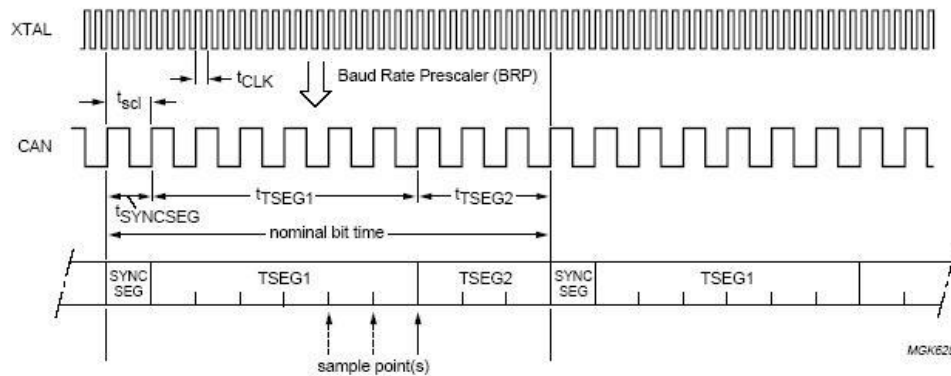 XTAL
tCLK
Baud Rate Prescaler (BRP)
tscl
CAN
tTSEG1
tTSEG2
tSYNCSEG
nominal bit time
SYNC SEG
TSEG1
TSEG2
SYNC SEG
TSEG1
sample point(s)